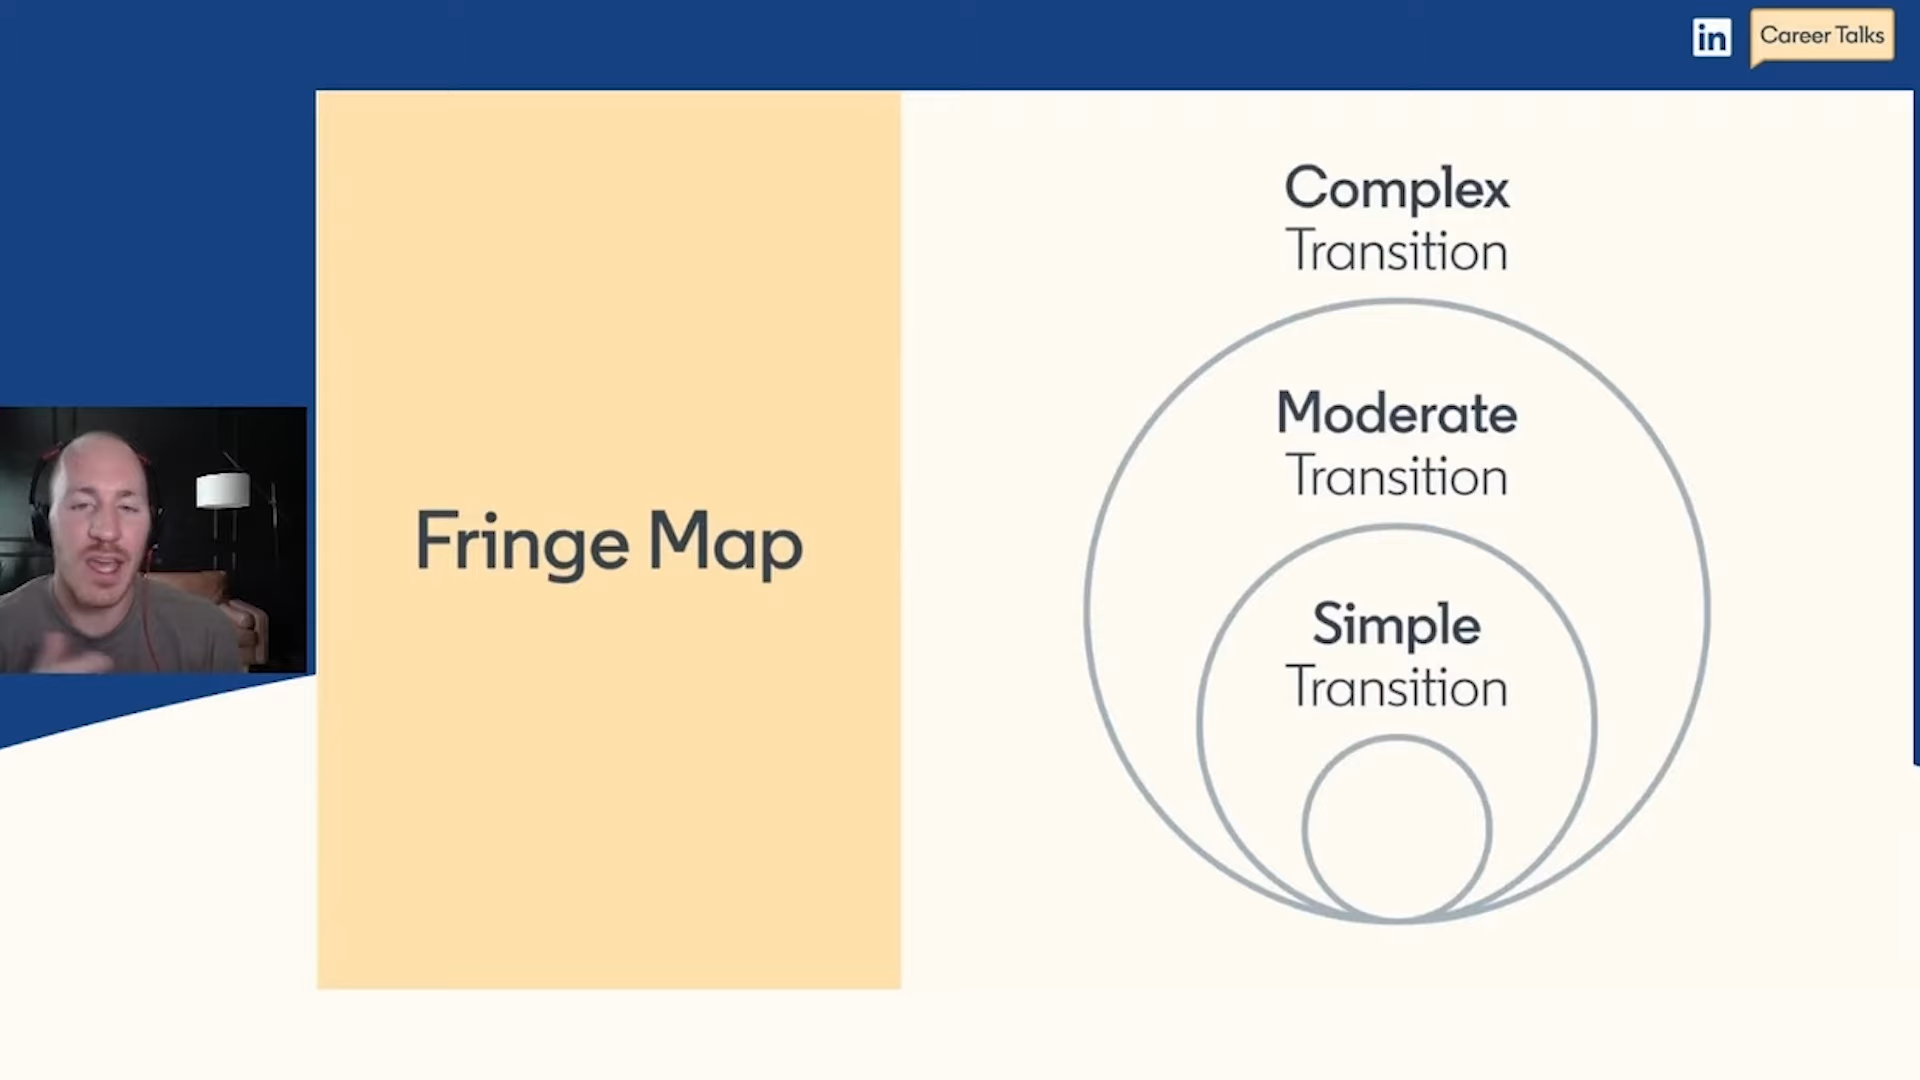 in
Career Talks
Fringe Map
Complex
Transition
Moderate
Transition
Simple
Transition